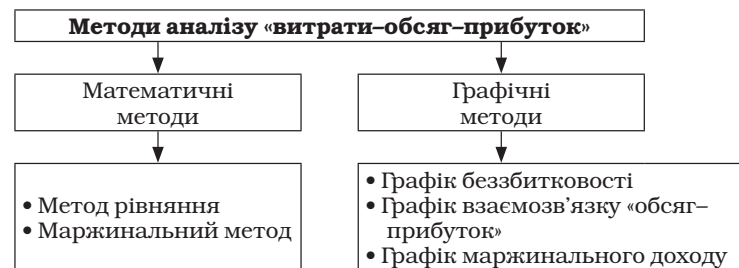 Методи аналізу «витрати–обсяг–прибуток»
Математичні
методи
Графічні
методи
• Метод рівняння
• Маржинальний метод
• Графік беззбитковості
• Графік взаємозв'язку «обсяг–
прибуток»
• Графік маржинального доходу